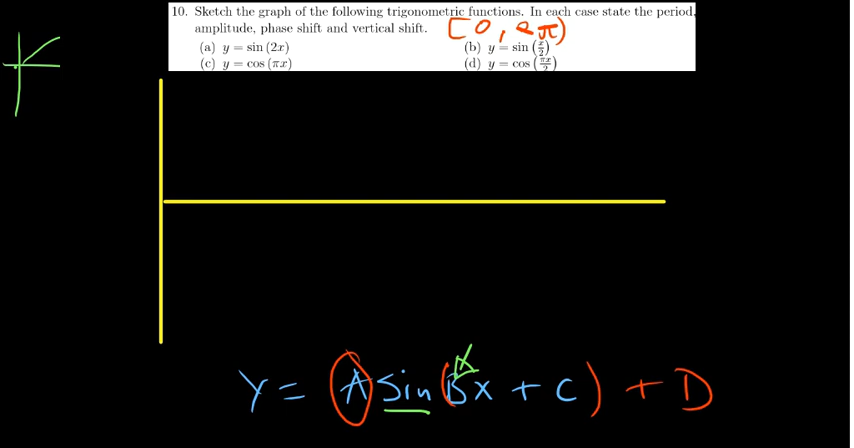 10. Sketch the graph of the following trigonometric functions. In each case state the period,
amplitude, phase shift and vertical shift. [0, 2π)
(a) y = sin (2x) (b) y = sin (x/2)
(c) y = cos (πx) (d) y = cos (πx/2)
Y = A sin (Bx + C) + D